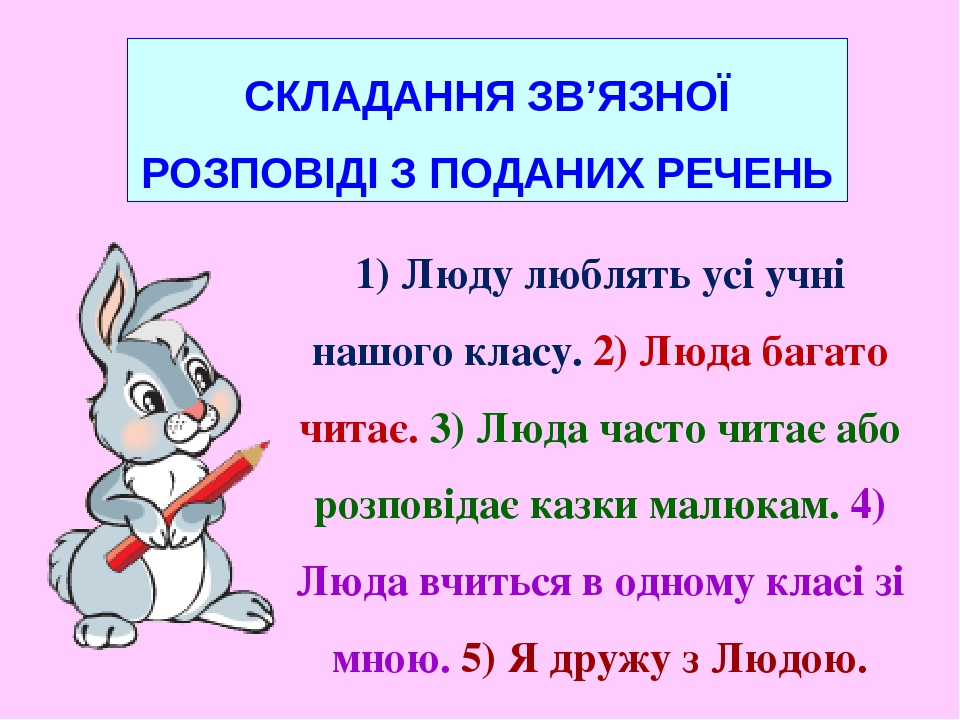 СКЛАДАННЯ ЗВ’ЯЗНОЇ
РОЗПОВІДІ З ПОДАНИХ РЕЧЕНЬ
1) Люду люблять усі учні
нашого класу. 2) Люда багато
читає. 3) Люда часто читає або
розповідає казки малюкам. 4)
Люда вчиться в одному класі зі
мною. 5) Я дружу з Людою.